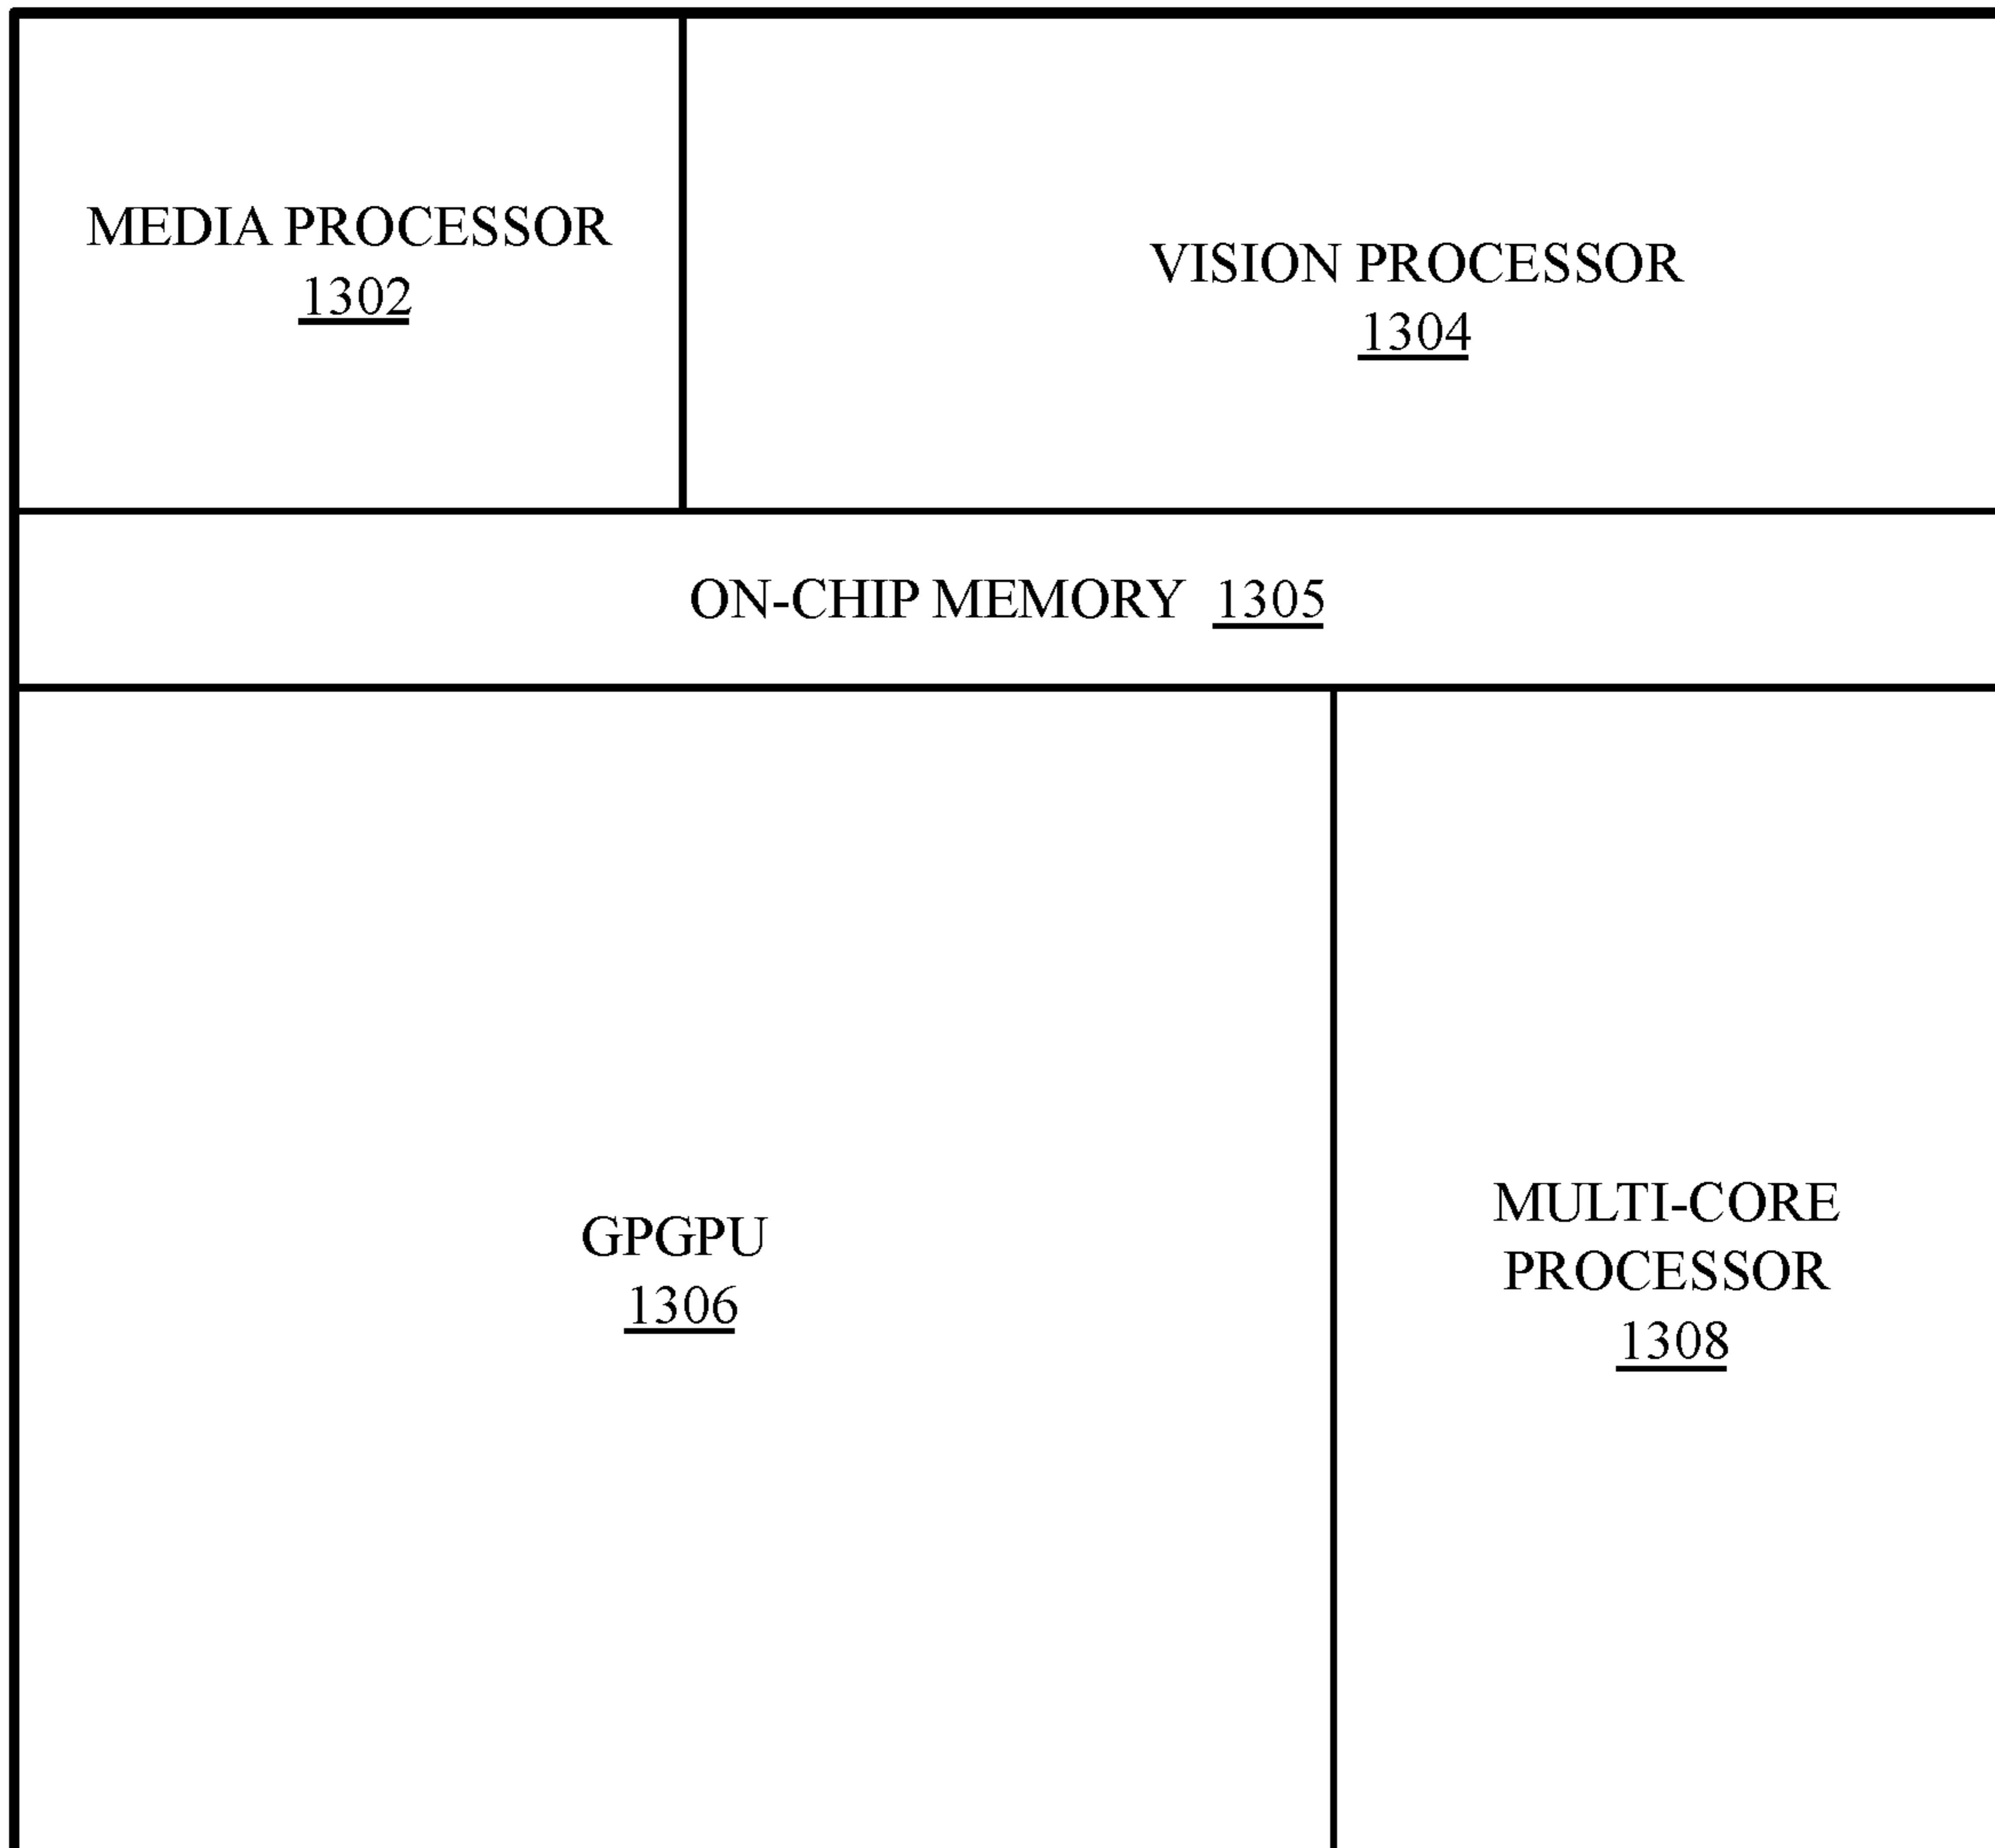 MEDIA PROCESSOR
1302
VISION PROCESSOR
1304
ON-CHIP MEMORY 1305
GPGPU
1306
MULTI-CORE
PROCESSOR
1308